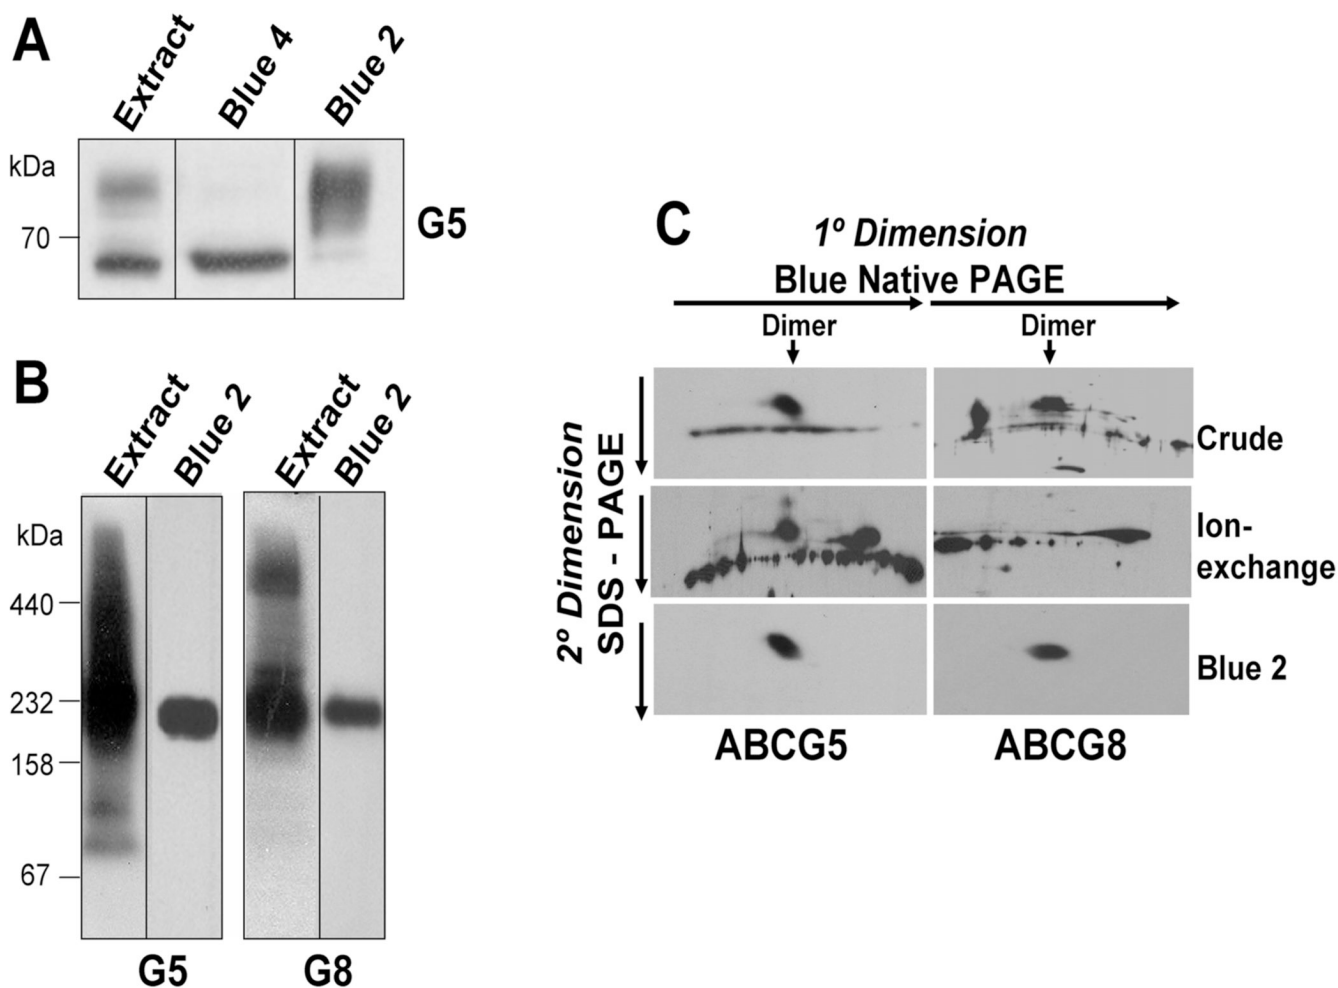 A
Extract
Blue 4
Blue 2
kDa
70
G5
B
Extract
Blue 2
Extract
Blue 2
kDa
440
232
158
67
G5
G8
C
1º Dimension
Blue Native PAGE
Dimer
Dimer
2º Dimension
SDS - PAGE
Crude
Ion-
exchange
Blue 2
ABCG5
ABCG8